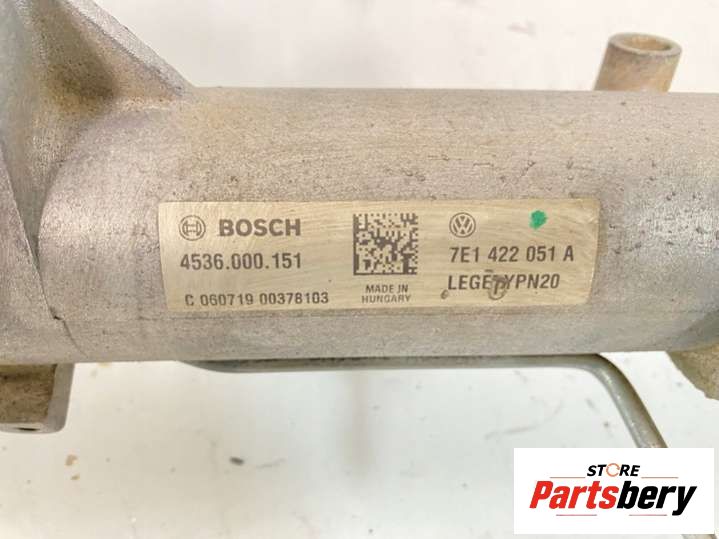 BOSCH
4536.000.151
C 060719 00378103
MADE IN
HUNGARY
7E1 422 051 A
YPN20
STORE
Partsbery